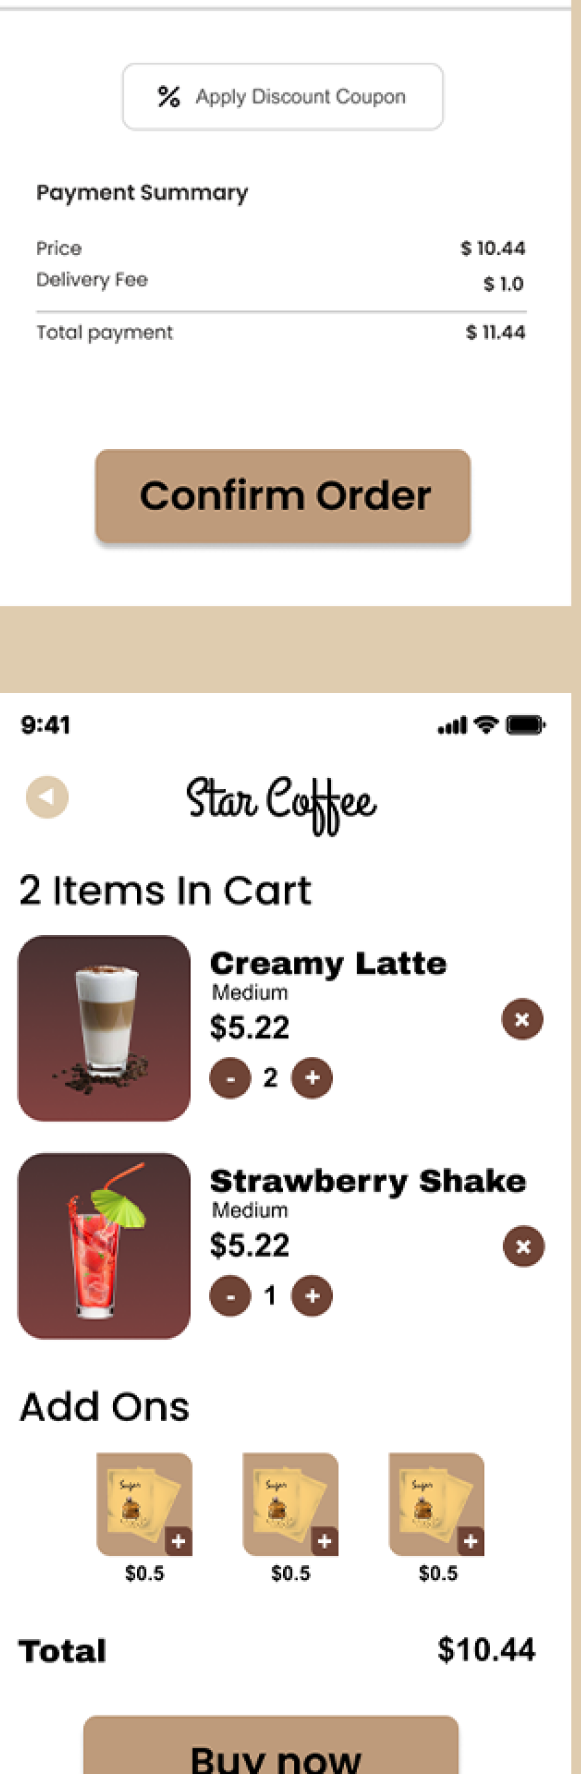 % Apply Discount Coupon
Payment Summary
Price $ 10.44
Delivery Fee $ 1.0
Total payment $ 11.44
Confirm Order
9:41
Star Coffee
2 Items In Cart
Creamy Latte
Medium
$5.22
- 2 +
Strawberry Shake
Medium
$5.22
- 1 +
Add Ons
Sugar Sugar Sugar
+ + +
$0.5 $0.5 $0.5
Total $10.44
Buy now